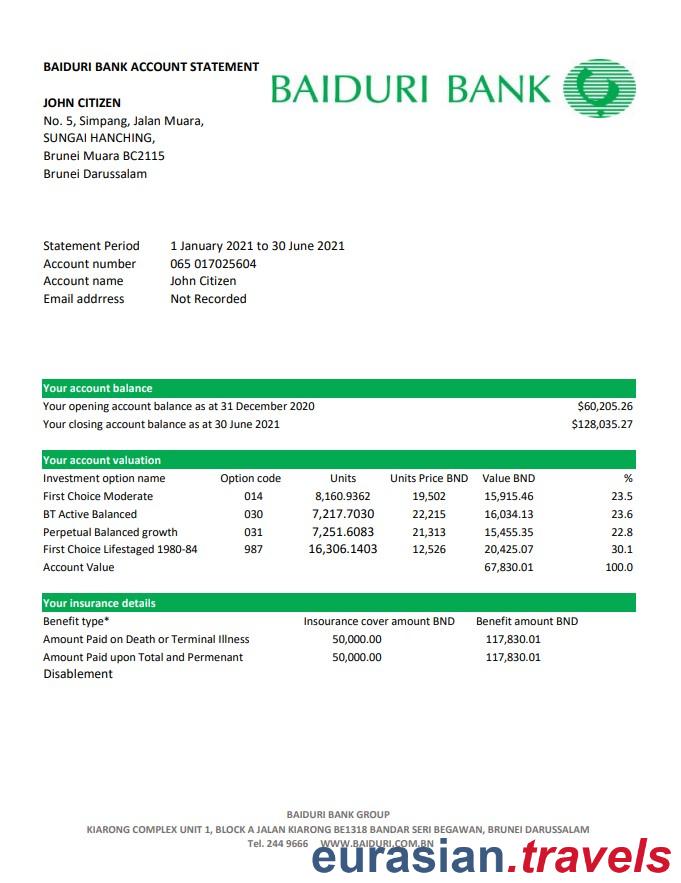 BAIDURI BANK ACCOUNT STATEMENT
BAIDURI BANK
JOHN CITIZEN
No. 5, Simpang, Jalan Muara,
SUNGAI HANCHING,
Brunei Muara BC2115
Brunei Darussalam
Statement Period 1 January 2021 to 30 June 2021
Account number 065 017025604
Account name John Citizen
Email addrress Not Recorded
Your account balance
Your opening account balance as at 31 December 2020 $60,205.26
Your closing account balance as at 30 June 2021 $128,035.27
Your account valuation
Investment option name Option code Units Units Price BND Value BND %
First Choice Moderate 014 8,160.9362 19,502 15,915.46 23.5
BT Active Balanced 030 7,217.7030 22,215 16,034.13 23.6
Perpetual Balanced growth 031 7,251.6083 21,313 15,455.35 22.8
First Choice Lifestaged 1980-84 987 16,306.1403 12,526 20,425.07 30.1
Account Value 67,830.01 100.0
Your insurance details
Benefit type* Insourance cover amount BND Benefit amount BND
Amount Paid on Death or Terminal Illness 50,000.00 117,830.01
Amount Paid upon Total and Permenant 50,000.00 117,830.01
Disablement
BAIDURI BANK GROUP
KIARONG COMPLEX UNIT 1, BLOCK A JALAN KIARONG BE1318 BANDAR SERI BEGAWAN, BRUNEI DARUSSALAM
Tel. 244 9666 WWW.BAIDURI.COM.BN
eurasian.travels